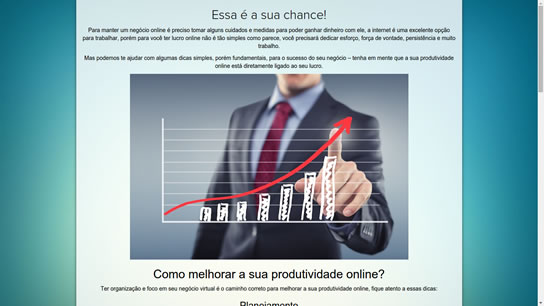 Essa é a sua chance!
Para manter um negócio online é preciso tomar alguns cuidados e medidas para poder ganhar dinheiro com ele, a internet é uma excelente opção
para trabalhar, porém para você ter lucro online não é tão simples como parece, você precisará dedicar esforço, força de vontade, persistência e muito
trabalho.
Mas podemos te ajudar com algumas dicas simples, porém fundamentais, para o sucesso do seu negócio – tenha em mente que a sua produtividade
online está diretamente ligado ao seu lucro.
Como melhorar a sua produtividade online?
Ter organização e foco em seu negócio virtual é o caminho correto para melhorar a sua produtividade online, fique atento a essas dicas:
Planejamento